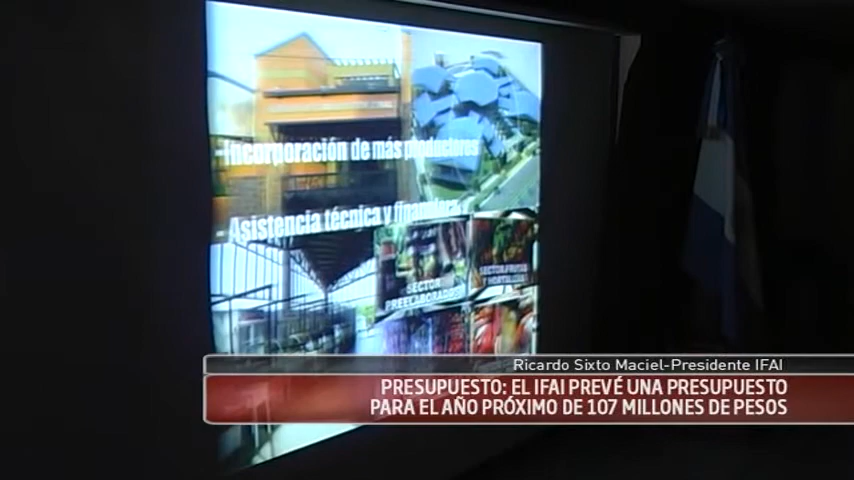 Incorporación de más productores
Asistencia técnica y financiera
SECTOR
PREELABORADOS
SECTOR FRUTAS
Y HORTALIZAS
Ricardo Sixto Maciel-Presidente IFAI
PRESUPUESTO: EL IFAI PREVÉ UNA PRESUPUESTO
PARA EL AÑO PRÓXIMO DE 107 MILLONES DE PESOS